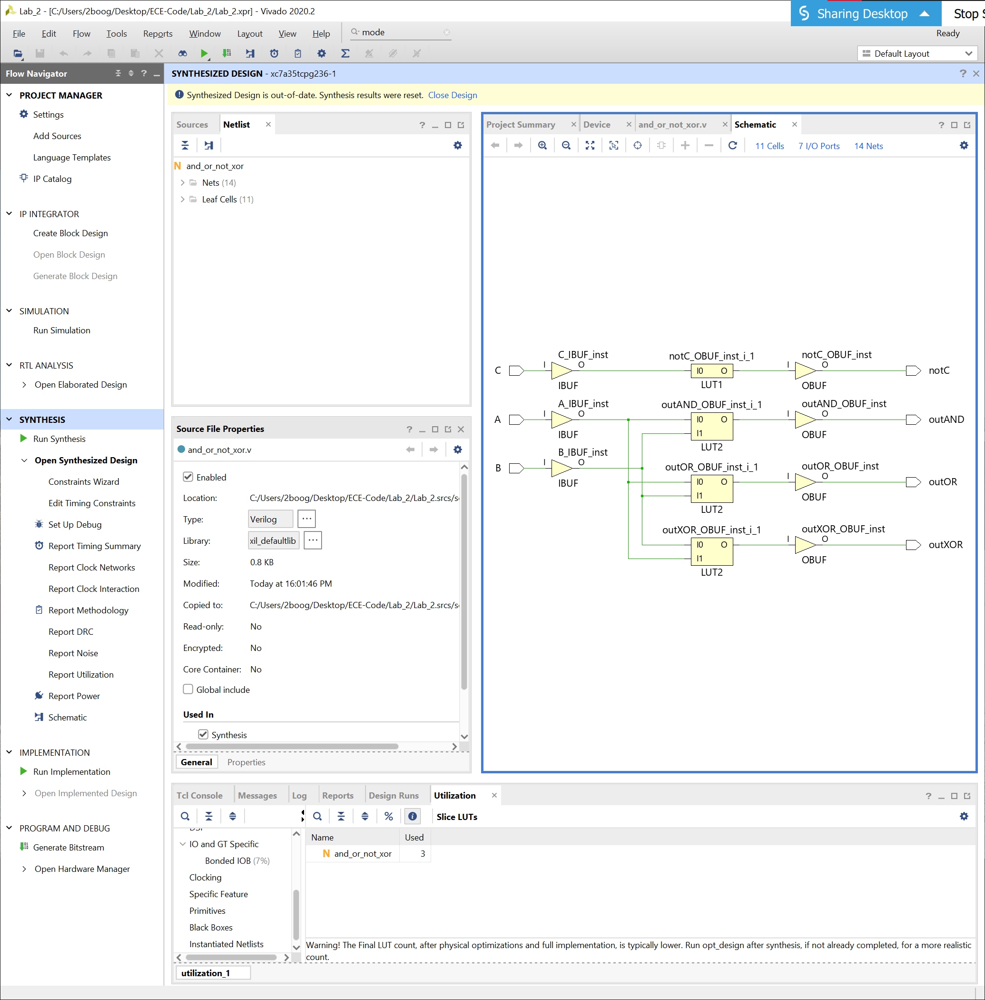 Lab_2 - [C:/Users/2boog/Desktop/ECE-Code/Lab_2/Lab_2.xpr] - Vivado 2020.2
Sharing Desktop
Stop S
File Edit Flow Tools Reports Window Layout View Help
mode
Ready
Default Layout
Flow Navigator
PROJECT MANAGER
Settings
Add Sources
Language Templates
IP Catalog
IP INTEGRATOR
Create Block Design
Open Block Design
Generate Block Design
SIMULATION
Run Simulation
RTL ANALYSIS
Open Elaborated Design
SYNTHESIS
Run Synthesis
Open Synthesized Design
Constraints Wizard
Edit Timing Constraints
Set Up Debug
Report Timing Summary
Report Clock Networks
Report Clock Interaction
Report Methodology
Report DRC
Report Noise
Report Utilization
Report Power
Schematic
IMPLEMENTATION
Run Implementation
Open Implemented Design
PROGRAM AND DEBUG
Generate Bitstream
Open Hardware Manager
SYNTHESIZED DESIGN - xc7a35tcpg236-1
Synthesized Design is out-of-date. Synthesis results were reset. Close Design
Sources Netlist
N and_or_not_xor
Nets (14)
Leaf Cells (11)
Source File Properties
and_or_not_xor.v
Enabled
Location: C:/Users/2boog/Desktop/ECE-Code/Lab_2/Lab_2.srcs/s
Type: Verilog ...
Library: xil_defaultlib ...
Size: 0.8 KB
Modified: Today at 16:01:46 PM
Copied to: C:/Users/2boog/Desktop/ECE-Code/Lab_2/Lab_2.srcs/s
Read-only: No
Encrypted: No
Core Container: No
Global include
Used In
Synthesis
General Properties
Project Summary Device and_or_not_xor.v Schematic
11 Cells 7 I/O Ports 14 Nets
C_IBUF_inst notC_OBUF_inst_i_1 notC_OBUF_inst
C I O I0 O I O notC
IBUF LUT1 OBUF
A_IBUF_inst outAND_OBUF_inst_i_1 outAND_OBUF_inst
A I O I0 O I O outAND
I1
IBUF LUT2 OBUF
B_IBUF_inst outOR_OBUF_inst_i_1 outOR_OBUF_inst
B I O I0 O I O outOR
I1
IBUF LUT2 OBUF
outXOR_OBUF_inst_i_1 outXOR_OBUF_inst
I0 O I O outXOR
I1
LUT2 OBUF
Tcl Console Messages Log Reports Design Runs Utilization
% Slice LUTs
DSP
IO and GT Specific
Bonded IOB (7%)
Clocking
Specific Feature
Primitives
Black Boxes
Instantiated Netlists
Name Used
N and_or_not_xor 3
Warning! The Final LUT count, after physical optimizations and full implementation, is typically lower. Run opt_design after synthesis, if not already completed, for a more realistic
count.
utilization_1